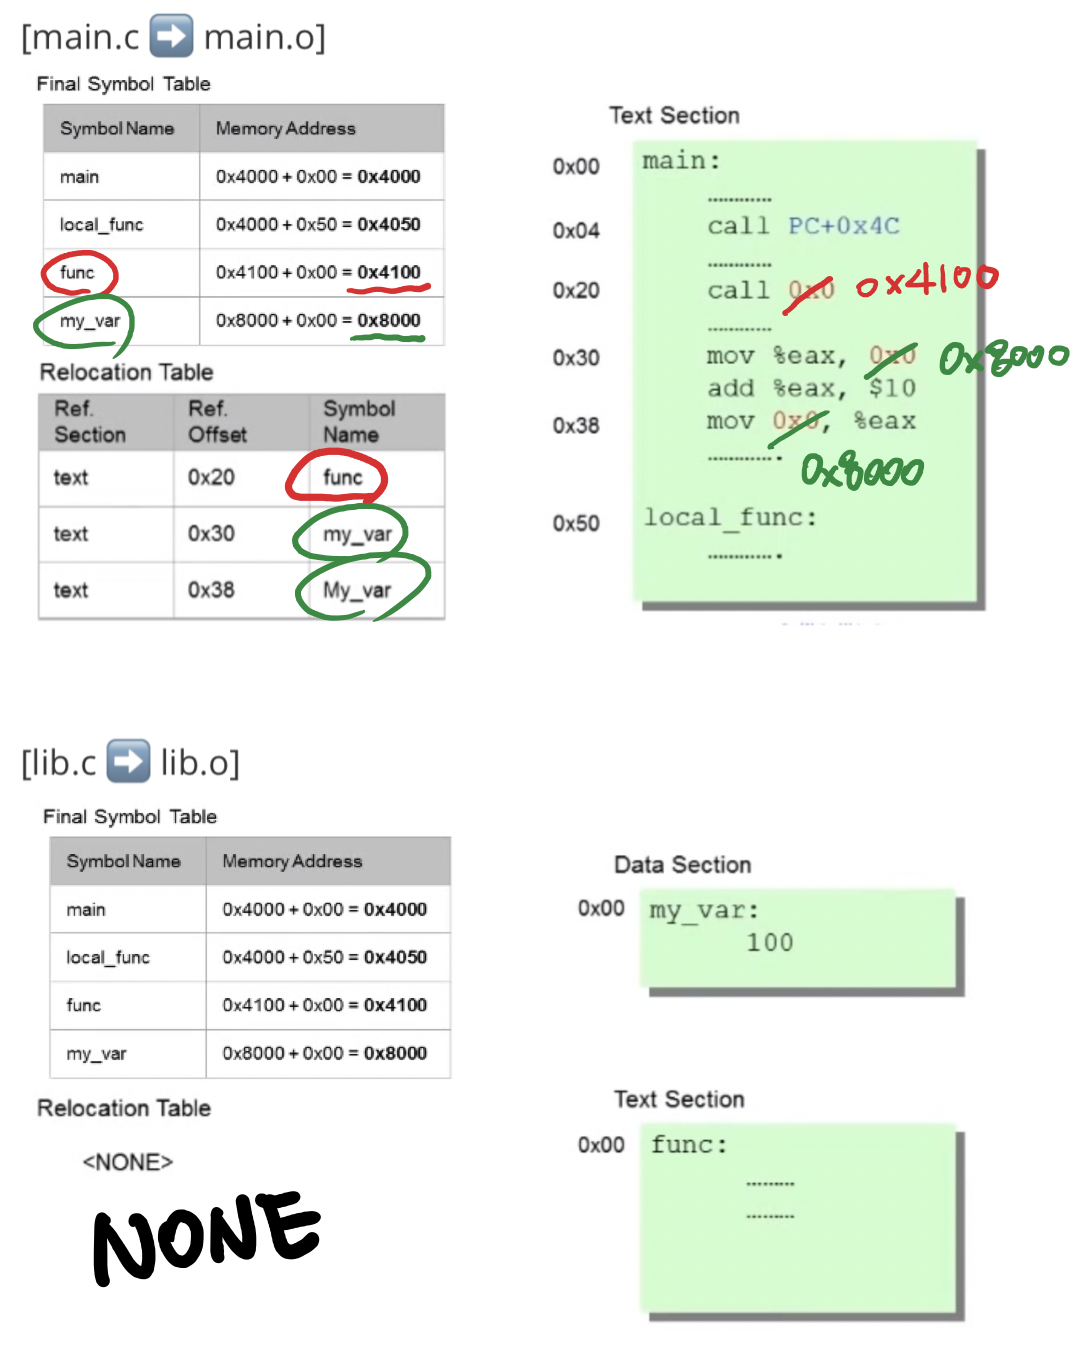 [main.c ➡ main.o]
Final Symbol Table
Symbol Name Memory Address
main 0x4000 + 0x00 = 0x4000
local_func 0x4000 + 0x50 = 0x4050
func 0x4100 + 0x00 = 0x4100
my_var 0x8000 + 0x00 = 0x8000
Relocation Table
Ref. Section Ref. Offset Symbol Name
text 0x20 func
text 0x30 my_var
text 0x38 My_var
Text Section
0x00 main:
............
0x04 call PC+0x4C
............
0x20 call 0x0 0x4100
............
0x30 mov %eax, 0x0 0x8000
add %eax, $10
0x38 mov 0x0, %eax
............. 0x8000
0x50 local_func:
.............
[lib.c ➡ lib.o]
Final Symbol Table
Symbol Name Memory Address
main 0x4000 + 0x00 = 0x4000
local_func 0x4000 + 0x50 = 0x4050
func 0x4100 + 0x00 = 0x4100
my_var 0x8000 + 0x00 = 0x8000
Relocation Table
<NONE>
NONE
Data Section
0x00 my_var:
100
Text Section
0x00 func:
.........
.........